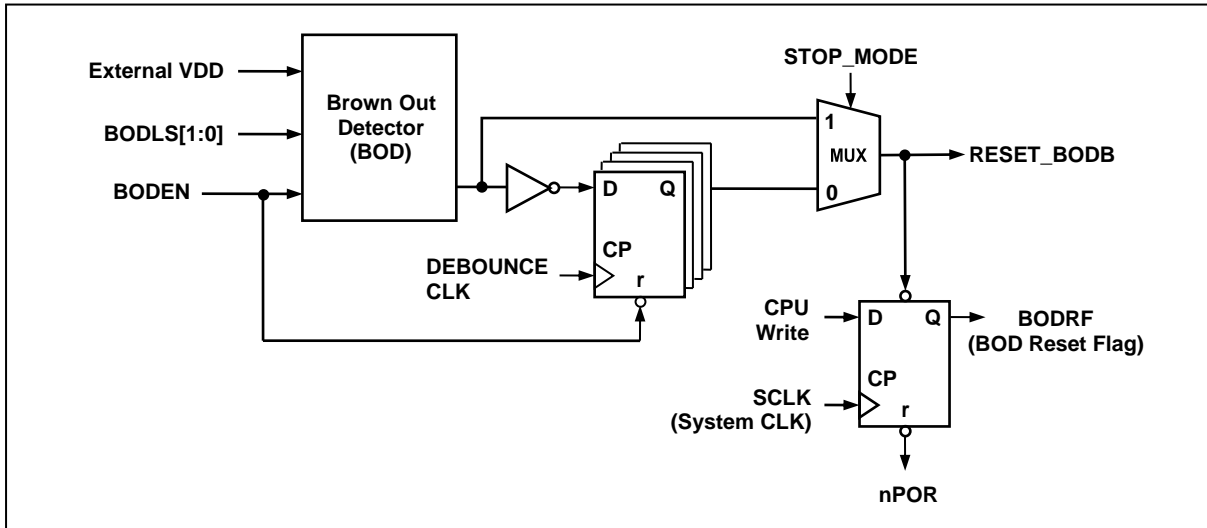 STOP_MODE
External VDD
Brown Out
Detector
(BOD)
BODLS[1:0]
BODEN
1
MUX
0
RESET_BODB
D Q
CP
r
DEBOUNCE
CLK
CPU
Write
D Q
CP
r
BODRF
(BOD Reset Flag)
SCLK
(System CLK)
nPOR